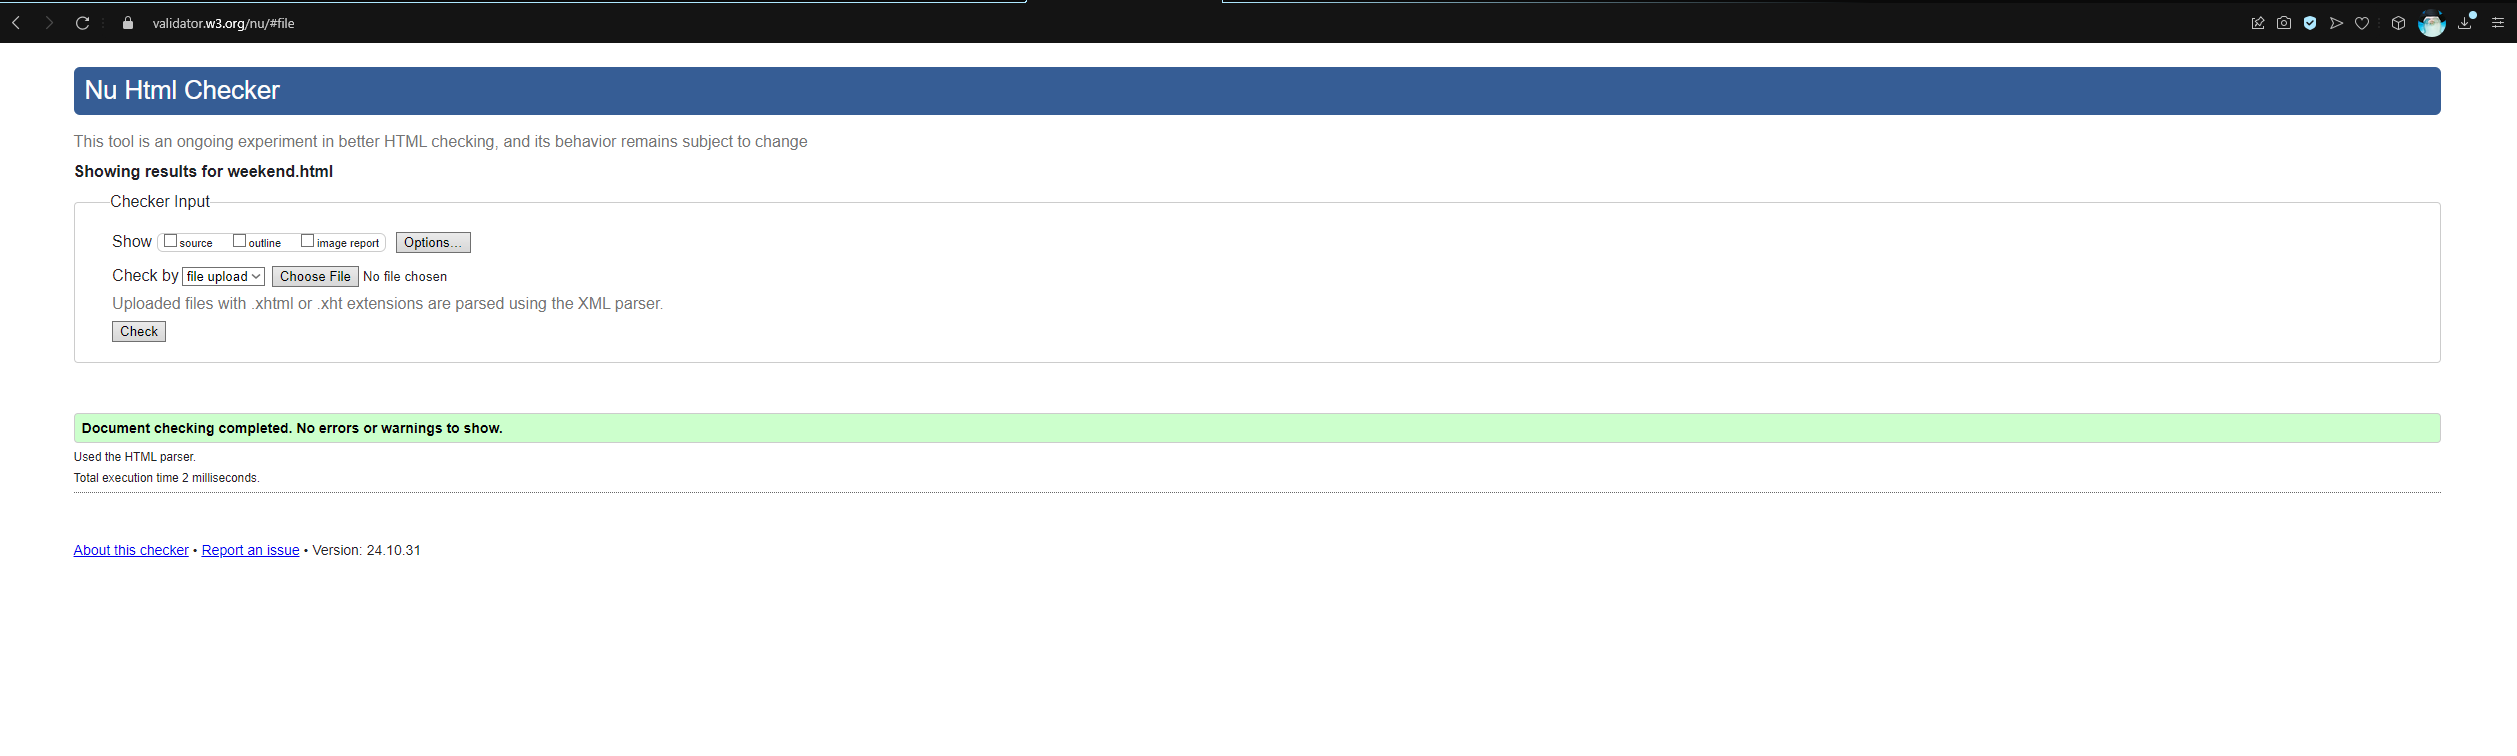 validator.w3.org/nu/#file
Nu Html Checker
This tool is an ongoing experiment in better HTML checking, and its behavior remains subject to change
Showing results for weekend.html
Checker Input
Show source outline image report Options...
Check by file upload Choose File No file chosen
Uploaded files with .xhtml or .xht extensions are parsed using the XML parser.
Check
Document checking completed. No errors or warnings to show.
Used the HTML parser.
Total execution time 2 milliseconds.
About this checker • Report an issue • Version: 24.10.31